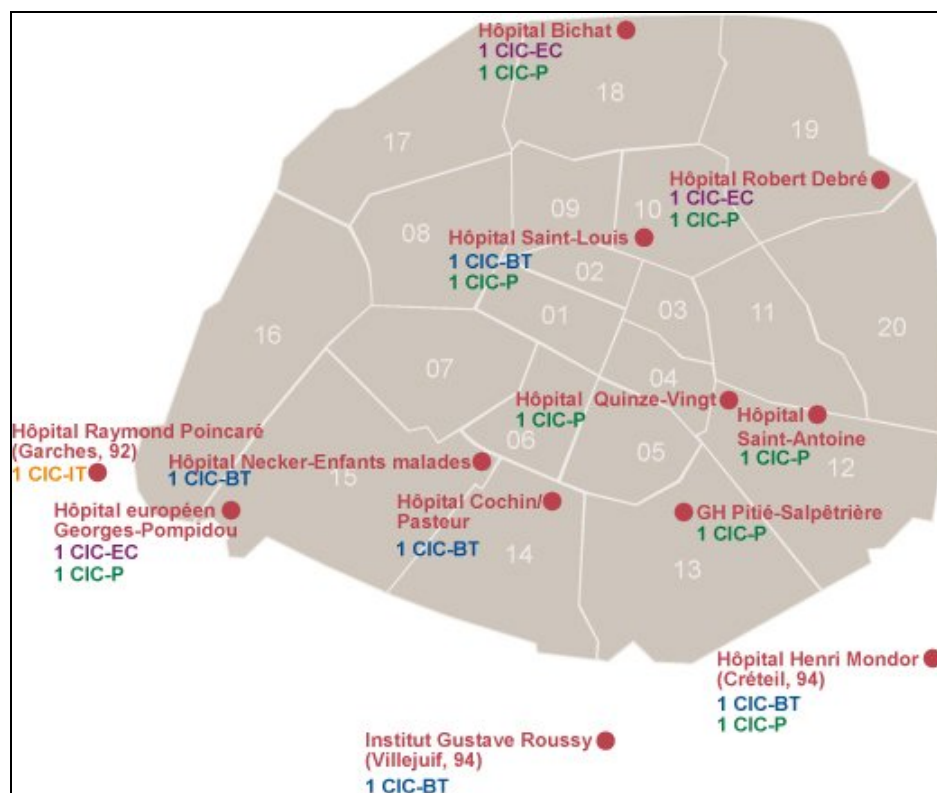 Hôpital Bichat
1 CIC-EC
1 CIC-P
18
17
19
Hôpital Robert Debré
1 CIC-EC
1 CIC-P
09
10
08
Hôpital Saint-Louis
1 CIC-BT
1 CIC-P
02
01
03
11
20
16
07
04
Hôpital Quinze-Vingt
1 CIC-P
Hôpital
Saint-Antoine
1 CIC-P
06
05
12
Hôpital Raymond Poincaré
(Garches, 92)
1 CIC-IT
Hôpital Necker-Enfants malades
1 CIC-BT
15
Hôpital européen
Georges-Pompidou
1 CIC-EC
1 CIC-P
Hôpital Cochin/
Pasteur
1 CIC-BT
14
GH Pitié-Salpêtrière
1 CIC-P
13
Hôpital Henri Mondor
(Créteil, 94)
1 CIC-BT
1 CIC-P
Institut Gustave Roussy
(Villejuif, 94)
1 CIC-BT